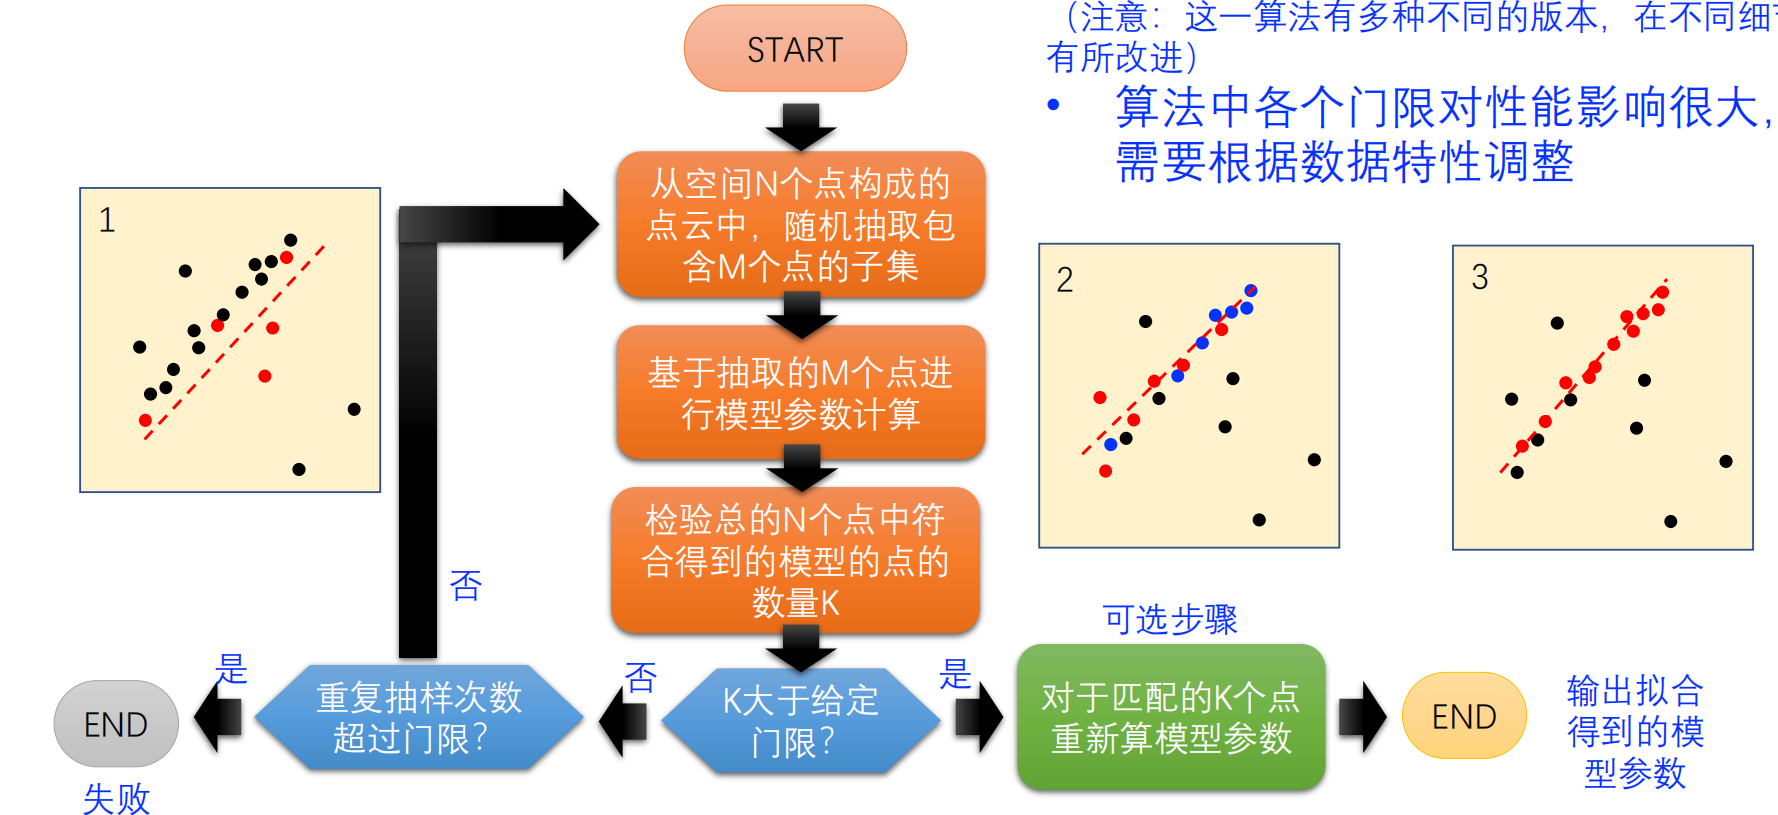 START
（注意：这一算法有多种不同的版本，在不同细
有所改进）
• 算法中各个门限对性能影响很大，
需要根据数据特性调整
从空间N个点构成的
点云中，随机抽取包
含M个点的子集
1
2
3
基于抽取的M个点进
行模型参数计算
检验总的N个点中符
合得到的模型的点的
数量K
否
可选步骤
是
END
失败
重复抽样次数
超过门限？
否
K大于给定
门限？
是
对于匹配的K个点
重新算模型参数
END
输出拟合
得到的模
型参数